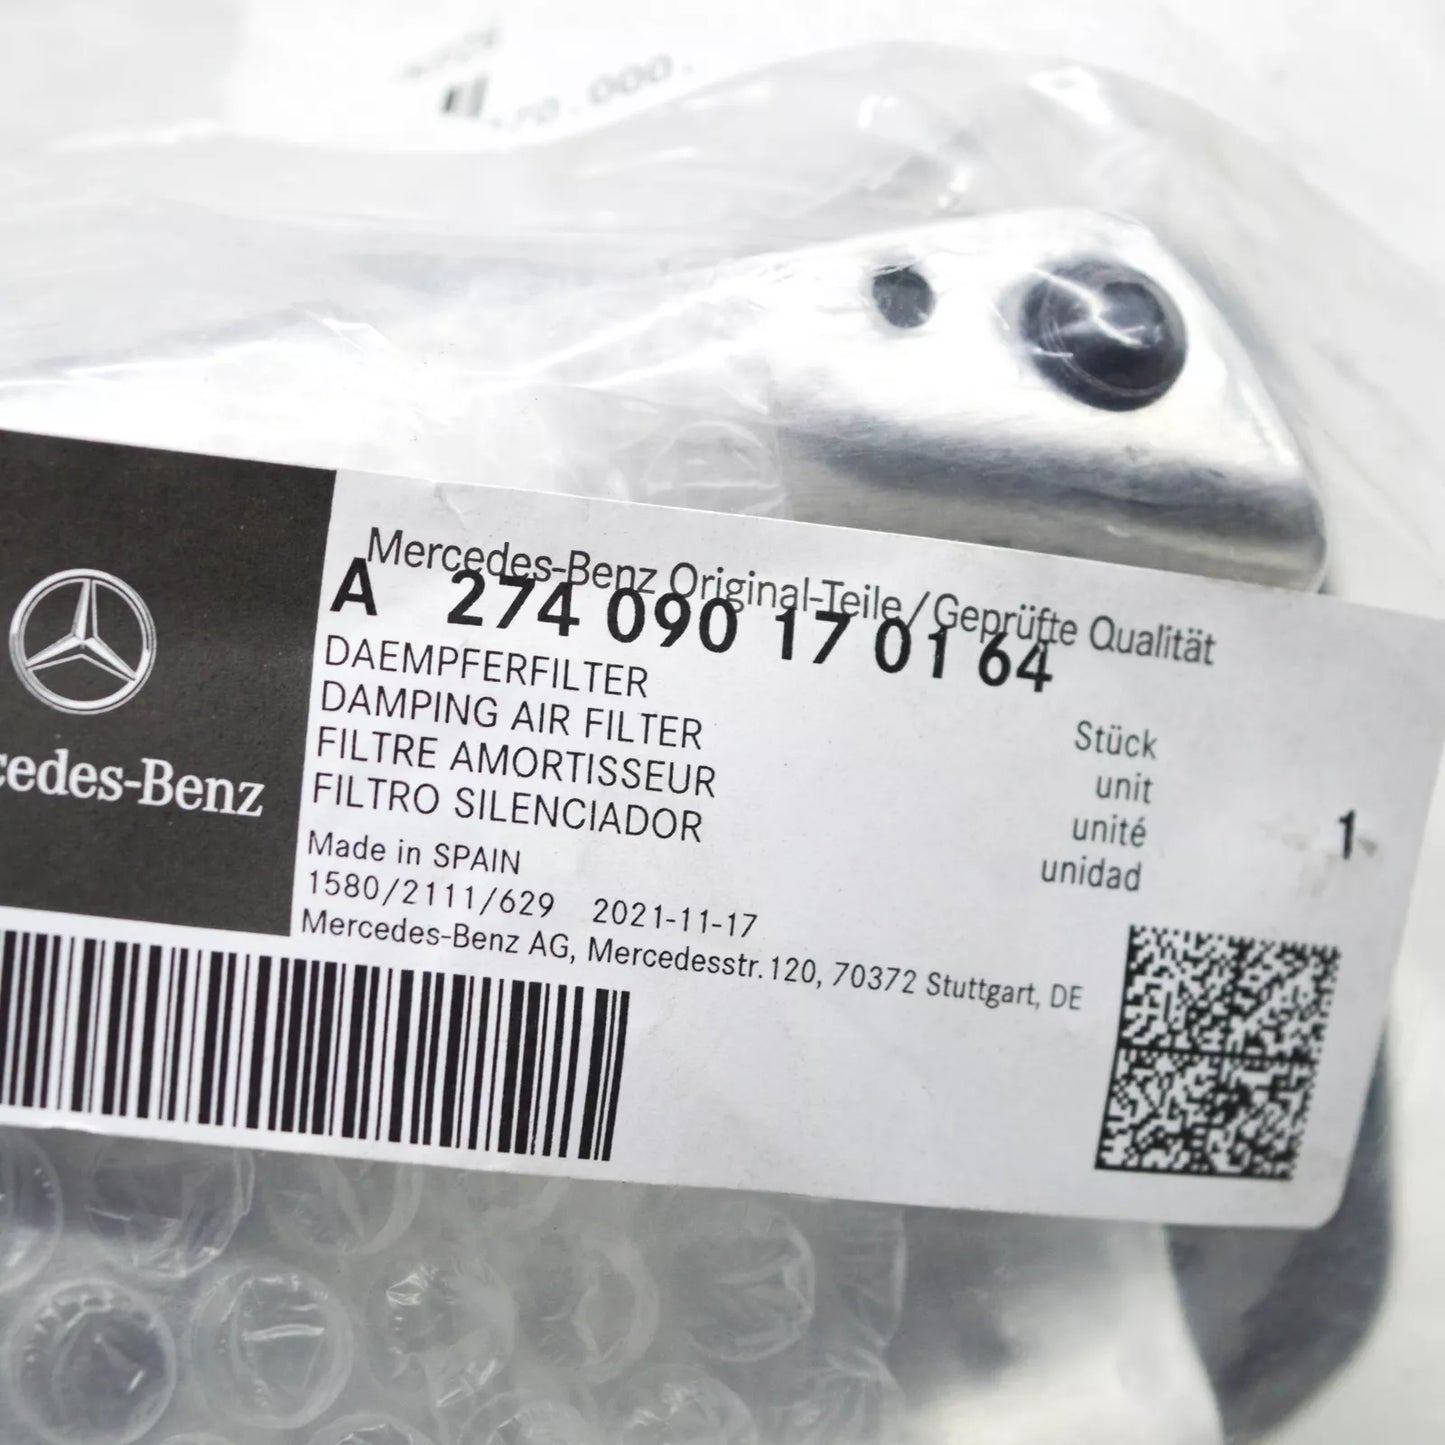 70.000.
Mercedes-Benz Original-Teile/Geprüfte Qualität
A 274 090 17 01 64
DAEMPFERFILTER
DAMPING AIR FILTER
FILTRE AMORTISSEUR
FILTRO SILENCIADOR
Stück
unit
unité
unidad
1
Made in SPAIN
1580/2111/629 2021-11-17
Mercedes-Benz AG, Mercedesstr.120, 70372 Stuttgart, DE
cedes-Benz